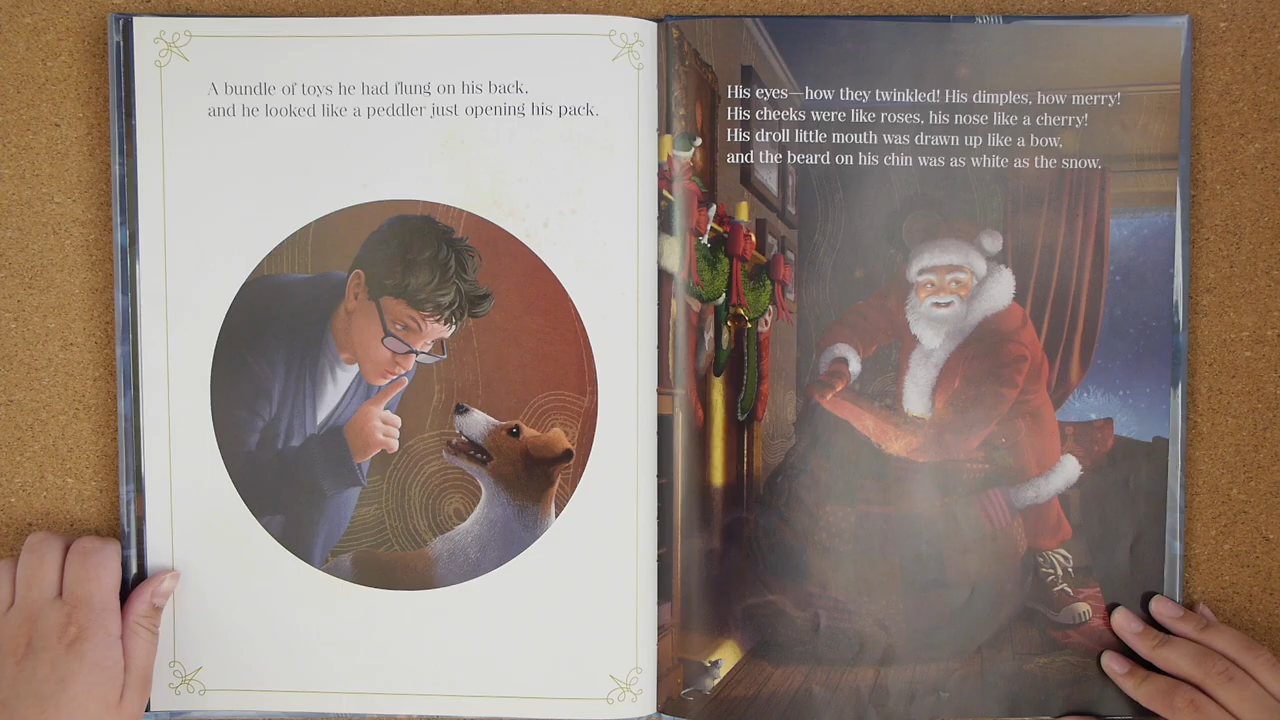 A bundle of toys he had flung on his back,
and he looked like a peddler just opening his pack.
His eyes—how they twinkled! His dimples, how merry!
His cheeks were like roses, his nose like a cherry!
His droll little mouth was drawn up like a bow,
and the beard on his chin was as white as the snow.